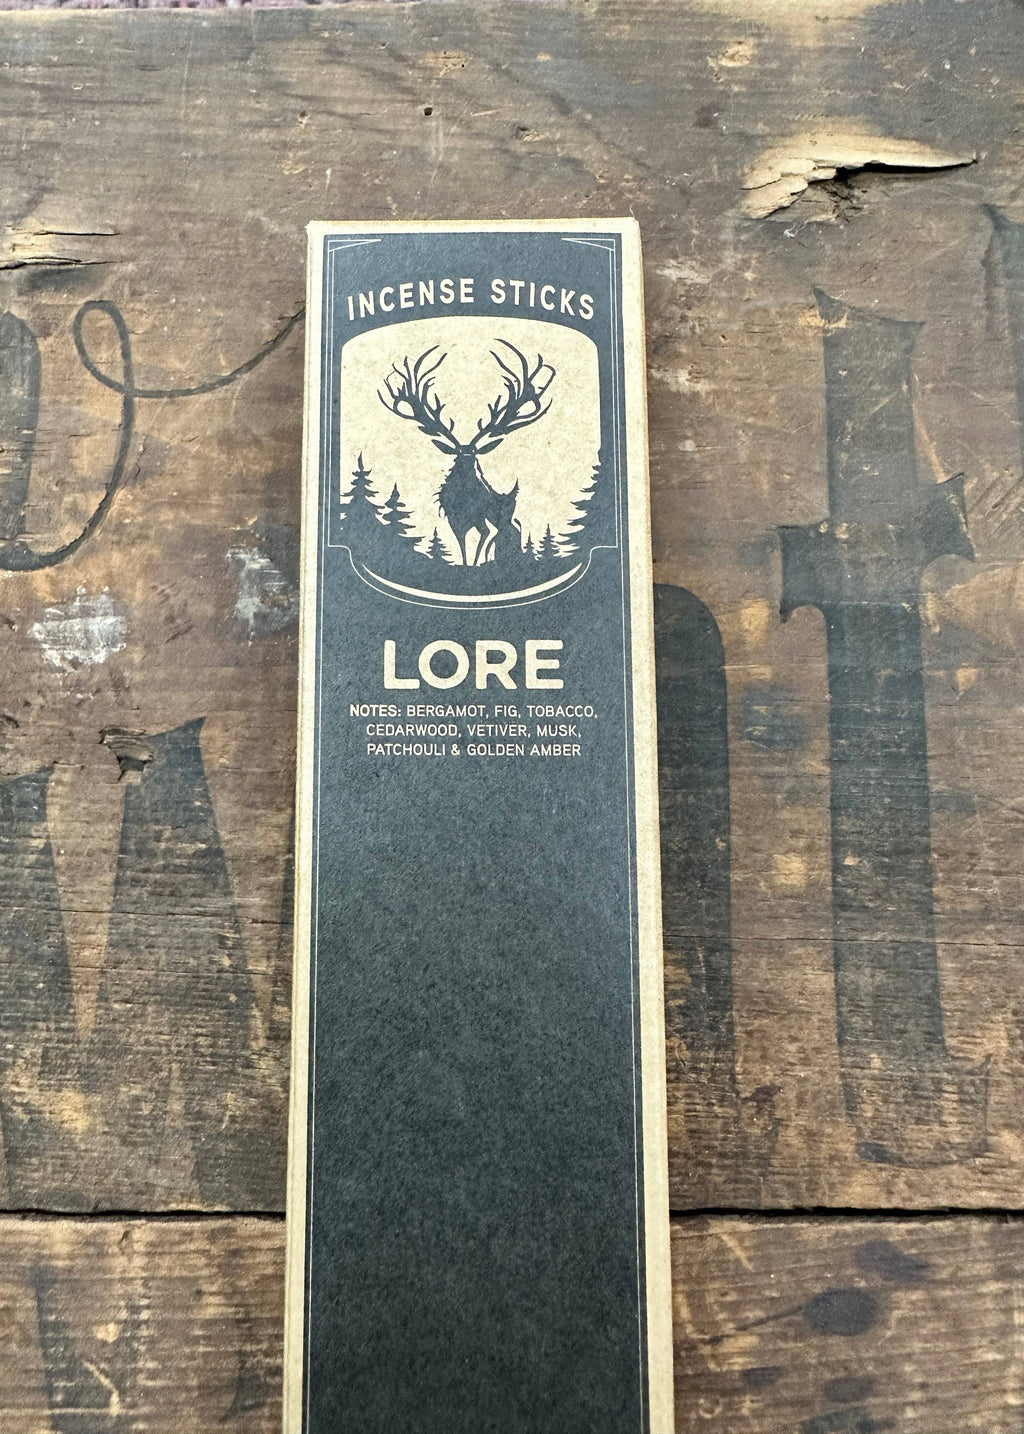 INCENSE STICKS
LORE
NOTES: BERGAMOT, FIG, TOBACCO,
CEDARWOOD, VETIVER, MUSK,
PATCHOULI & GOLDEN AMBER